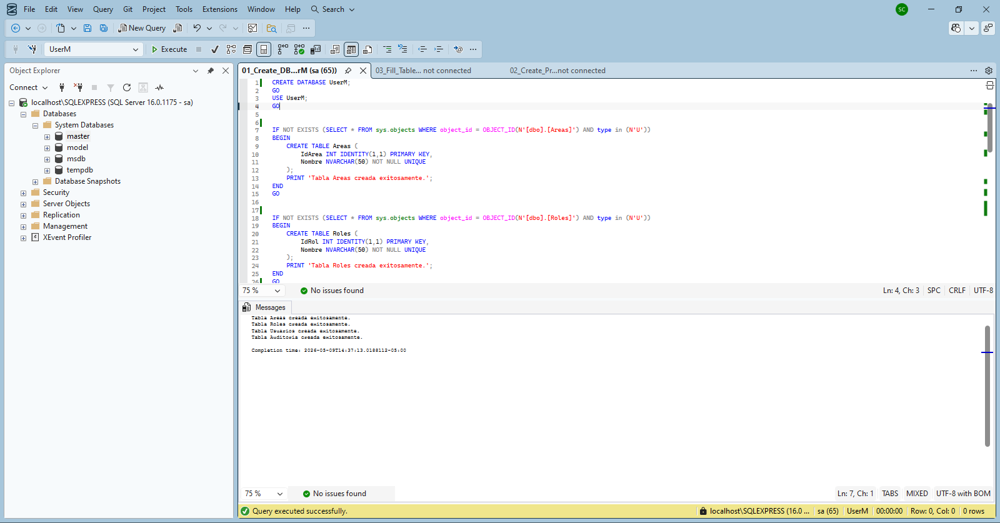 File Edit View Query Git Project Tools Extensions Window Help Search SC
New Query
UserM Execute
Object Explorer
Connect
localhost\SQLEXPRESS (SQL Server 16.0.1175 - sa)
Databases
System Databases
master
model
msdb
tempdb
Database Snapshots
Security
Server Objects
Replication
Management
XEvent Profiler
01_Create_DB...rM (sa (65)) 03_Fill_Table... not connected 02_Create_Pr...not connected
1 CREATE DATABASE UserM;
2 GO
3 USE UserM;
4 GO
5
6
7 IF NOT EXISTS (SELECT * FROM sys.objects WHERE object_id = OBJECT_ID(N'[dbo].[Areas]') AND type in (N'U'))
8 BEGIN
9 CREATE TABLE Areas (
10 IdArea INT IDENTITY(1,1) PRIMARY KEY,
11 Nombre NVARCHAR(50) NOT NULL UNIQUE
12 );
13 PRINT 'Tabla Areas creada exitosamente.';
14 END
15 GO
16
17
18 IF NOT EXISTS (SELECT * FROM sys.objects WHERE object_id = OBJECT_ID(N'[dbo].[Roles]') AND type in (N'U'))
19 BEGIN
20 CREATE TABLE Roles (
21 IdRol INT IDENTITY(1,1) PRIMARY KEY,
22 Nombre NVARCHAR(50) NOT NULL UNIQUE
23 );
24 PRINT 'Tabla Roles creada exitosamente.';
25 END
26 GO
75 % No issues found Ln: 4, Ch: 3 SPC CRLF UTF-8
Messages
Tabla Areas creada exitosamente.
Tabla Roles creada exitosamente.
Tabla Usuarios creada exitosamente.
Tabla Auditoria creada exitosamente.
Completion time: 2026-05-09T14:37:13.0188112-05:00
75 % No issues found Ln: 7, Ch: 1 TABS MIXED UTF-8 with BOM
Query executed successfully. localhost\SQLEXPRESS (16.0 ... sa (65) UserM 00:00:00 Row: 0, Col: 0 0 rows